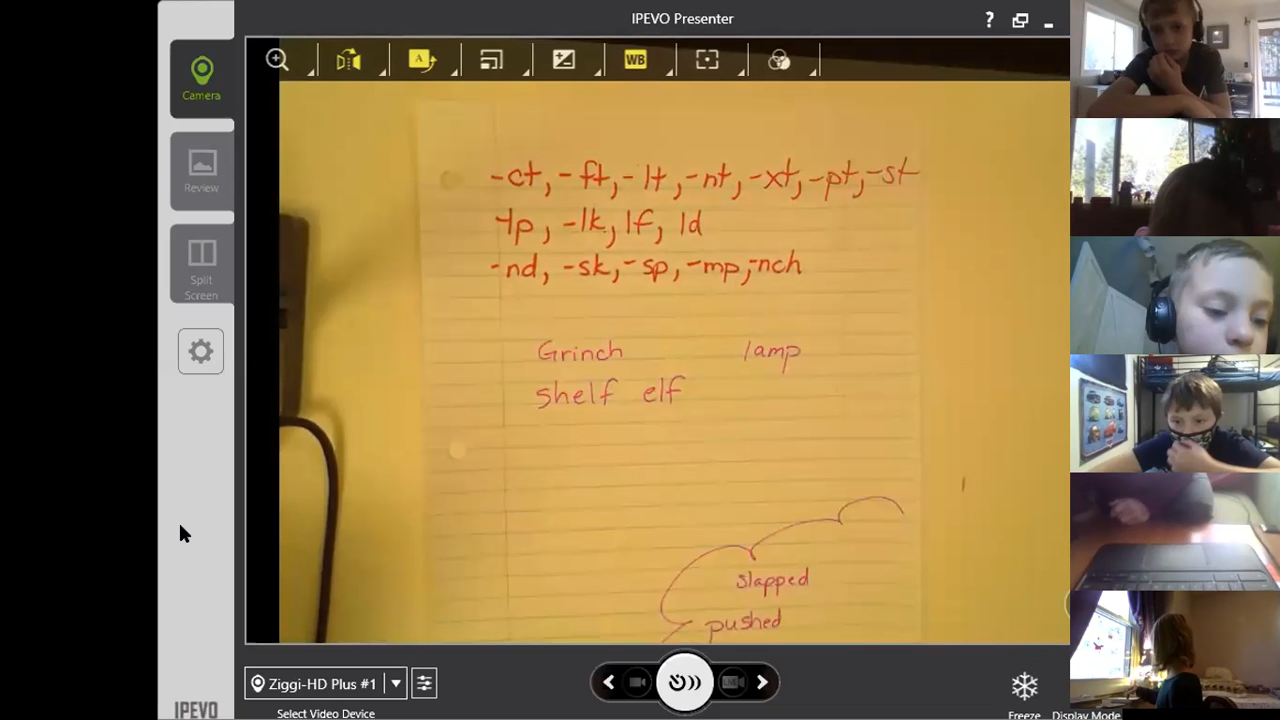 IPEVO Presenter
?
A
WB
Camera
Review
Split
Screen
-ct, -ft, -lt, -nt, -xt, -pt, -st
-lp, -lk, lf, ld
-nd, -sk, -sp, -mp, -nch
Grinch lamp
shelf elf
slapped
pushed
Ziggi-HD Plus #1
Select Video Device
Freeze
Display Mode
IPEVO